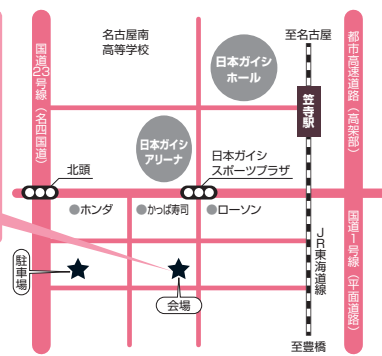 名古屋南
高等学校
至名古屋
国道23号線(名四国道)
都市高速道路(高架部)
日本ガイシ
ホール
笠寺駅
日本ガイシ
アリーナ
北頭
日本ガイシ
スポーツプラザ
ホンダ
かっぱ寿司
ローソン
国道1号線(平面道路)
JR東海道線
駐車場
会場
至豊橋